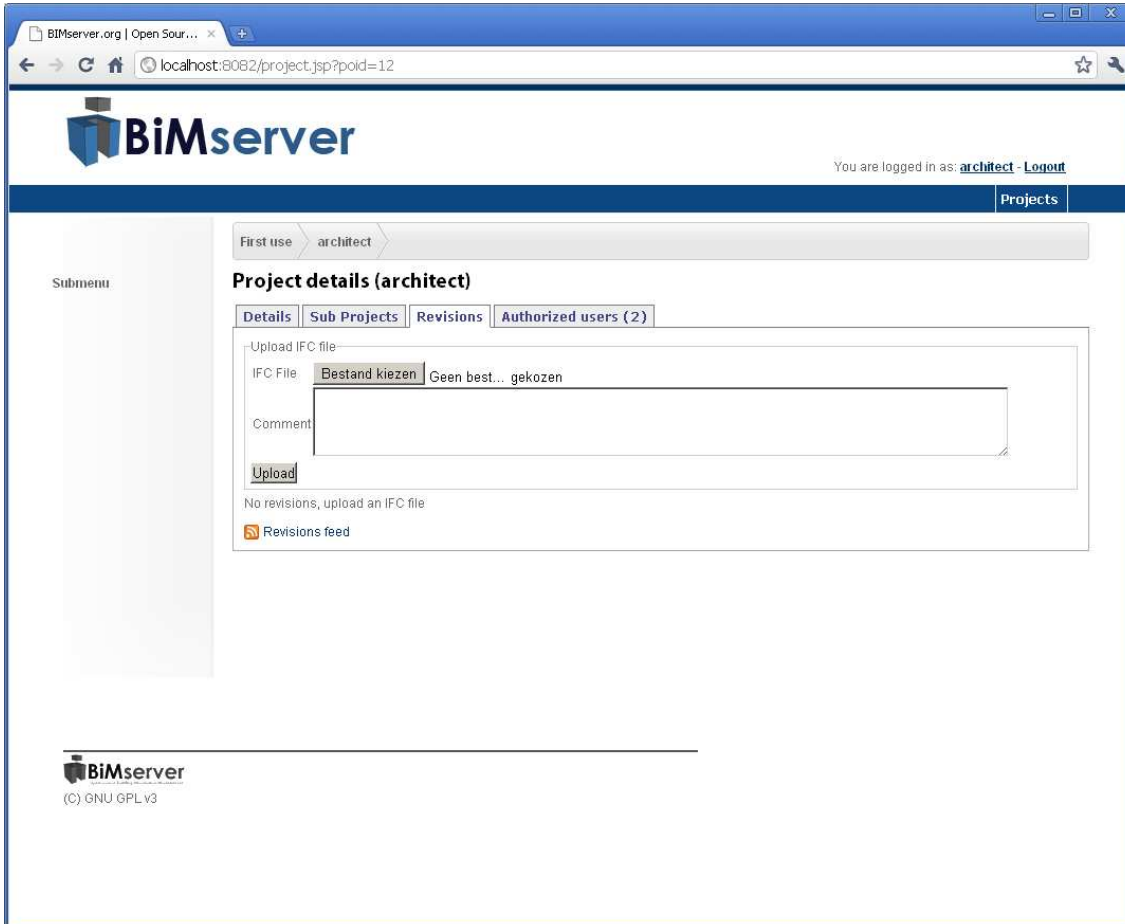 BIMserver.org | Open Sour...
localhost:8082/project.jsp?poid=12
BiMserver
You are logged in as: architect - Logout
Projects
First use
architect
Submenu
Project details (architect)
Details
Sub Projects
Revisions
Authorized users (2)
Upload IFC file
IFC File
Bestand kiezen
Geen best... gekozen
Comment
Upload
No revisions, upload an IFC file
Revisions feed
BiMserver
(C) GNU GPL v3